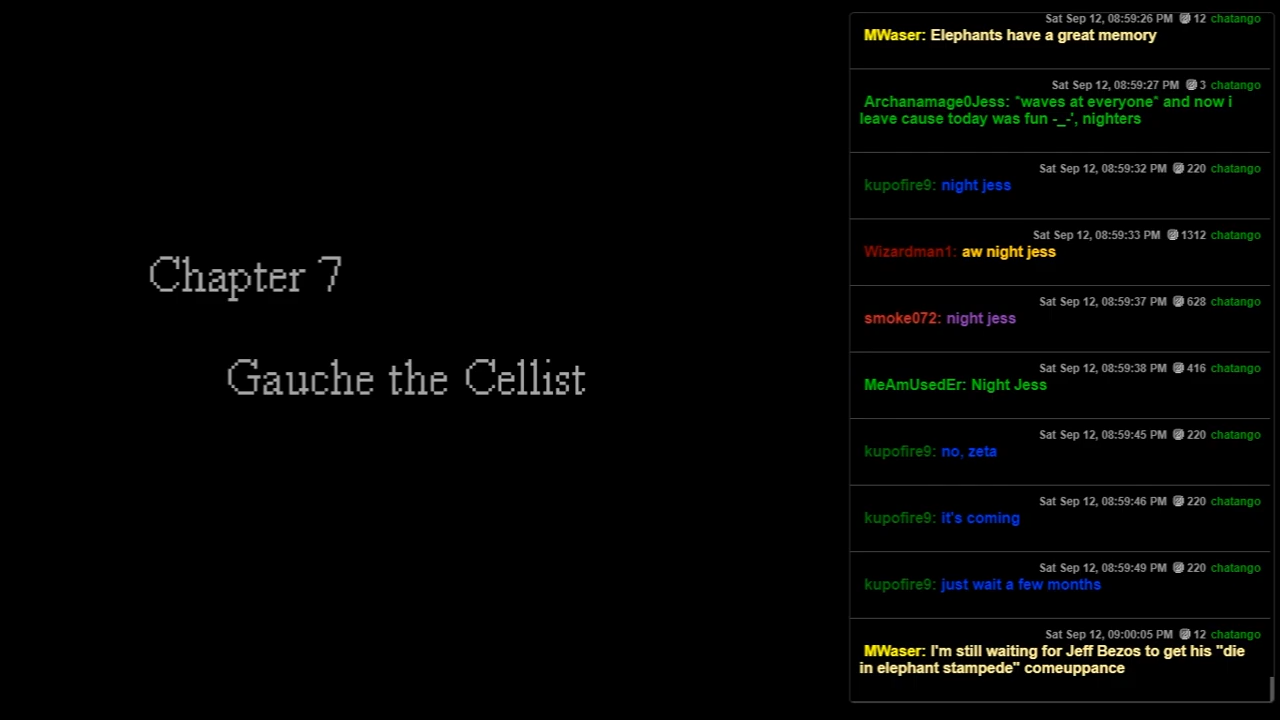 Chapter 7
Gauche the Cellist
Sat Sep 12, 08:59:26 PM 12 chatango
MWaser: Elephants have a great memory
Sat Sep 12, 08:59:27 PM 3 chatango
Archanamage0Jess: *waves at everyone* and now i
leave cause today was fun -_-', nighters
Sat Sep 12, 08:59:32 PM 220 chatango
kupofire9: night jess
Sat Sep 12, 08:59:33 PM 1312 chatango
Wizardman1: aw night jess
Sat Sep 12, 08:59:37 PM 628 chatango
smoke072: night jess
Sat Sep 12, 08:59:38 PM 416 chatango
MeAmUsedEr: Night Jess
Sat Sep 12, 08:59:45 PM 220 chatango
kupofire9: no, zeta
Sat Sep 12, 08:59:46 PM 220 chatango
kupofire9: it's coming
Sat Sep 12, 08:59:49 PM 220 chatango
kupofire9: just wait a few months
Sat Sep 12, 09:00:05 PM 12 chatango
MWaser: I'm still waiting for Jeff Bezos to get his "die
in elephant stampede" comeuppance